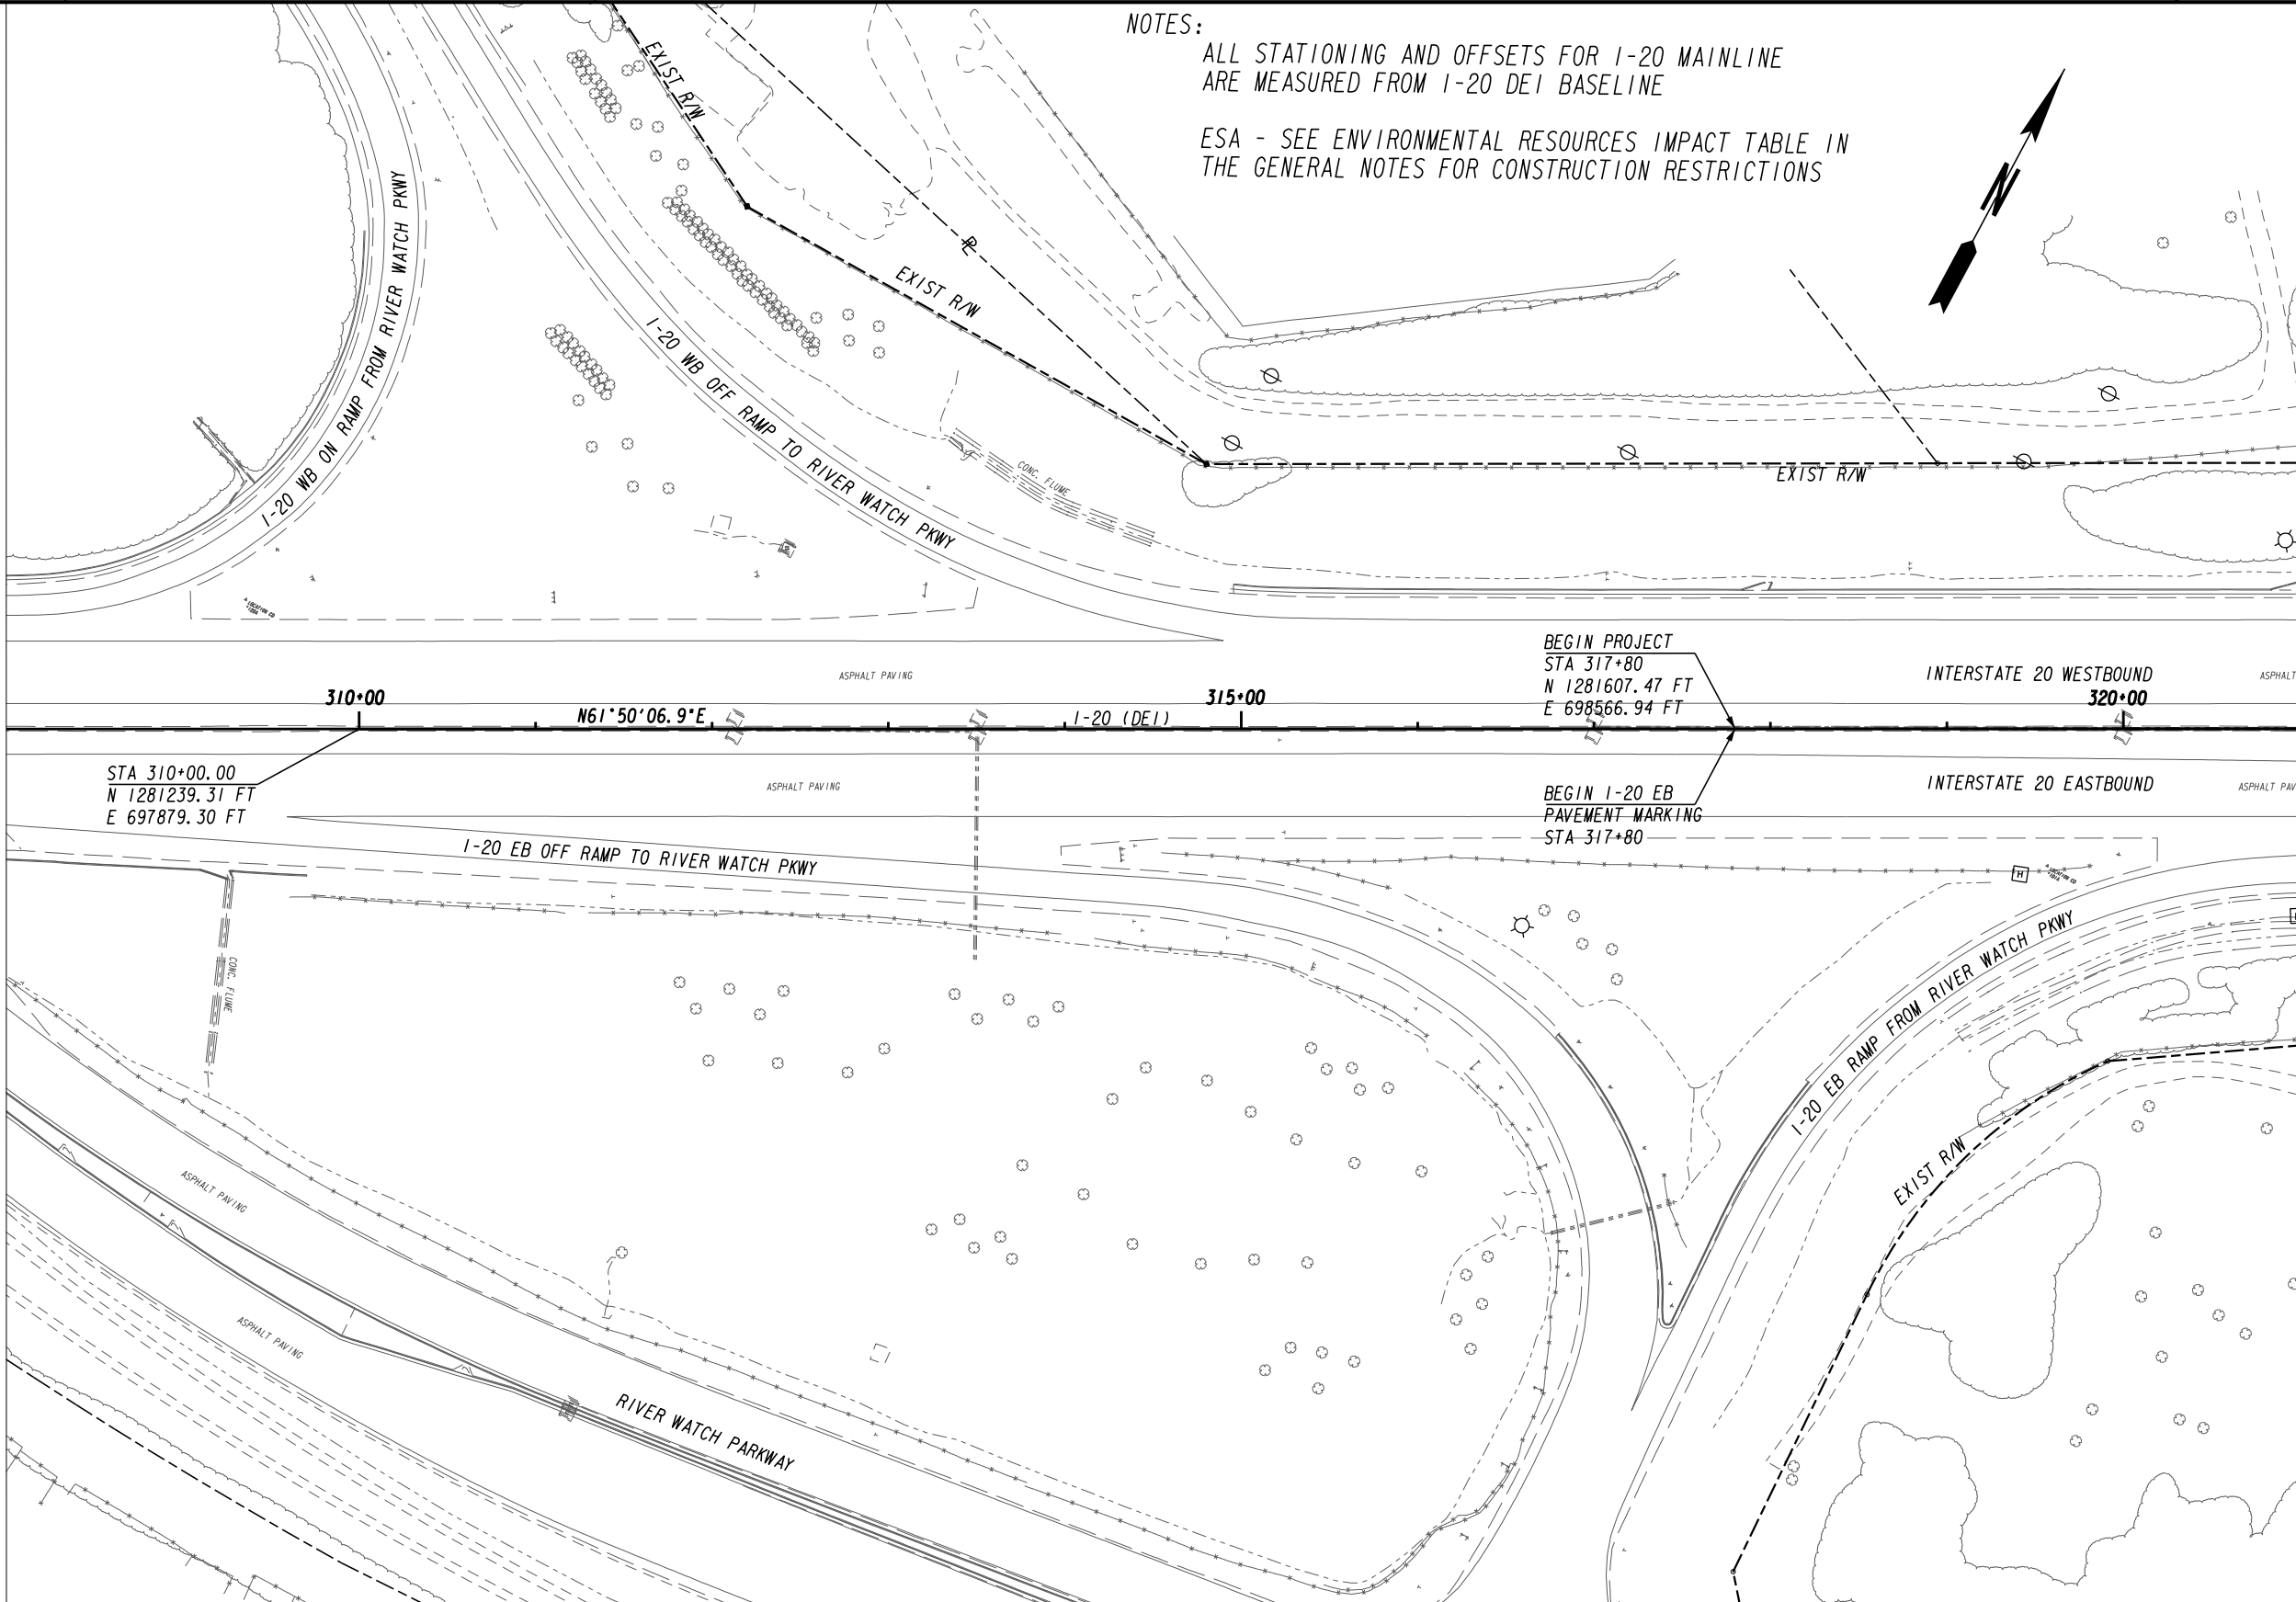 NOTES:
ALL STATIONING AND OFFSETS FOR I-20 MAINLINE
ARE MEASURED FROM I-20 DEI BASELINE
ESA - SEE ENVIRONMENTAL RESOURCES IMPACT TABLE IN
THE GENERAL NOTES FOR CONSTRUCTION RESTRICTIONS
N
EXIST R/W
I-20 WB ON RAMP FROM RIVER WATCH PKWY
PL
EXIST R/W
I-20 WB OFF RAMP TO RIVER WATCH PKWY
CONC. FLUME
EXIST R/W
BEGIN PROJECT
STA 317+80
N 1281607.47 FT
E 698566.94 FT
INTERSTATE 20 WESTBOUND
ASPHALT PAVING
ASPHALT
310+00
315+00
320+00
N61°50'06.9"E
I-20 (DEI)
STA 310+00.00
N 1281239.31 FT
E 697879.30 FT
ASPHALT PAVING
BEGIN I-20 EB
PAVEMENT MARKING
STA 317+80
INTERSTATE 20 EASTBOUND
ASPHALT PAV
I-20 EB OFF RAMP TO RIVER WATCH PKWY
H
CONC. FLUME
I-20 EB RAMP FROM RIVER WATCH PKWY
EXIST R/W
ASPHALT PAVING
ASPHALT PAVING
RIVER WATCH PARKWAY